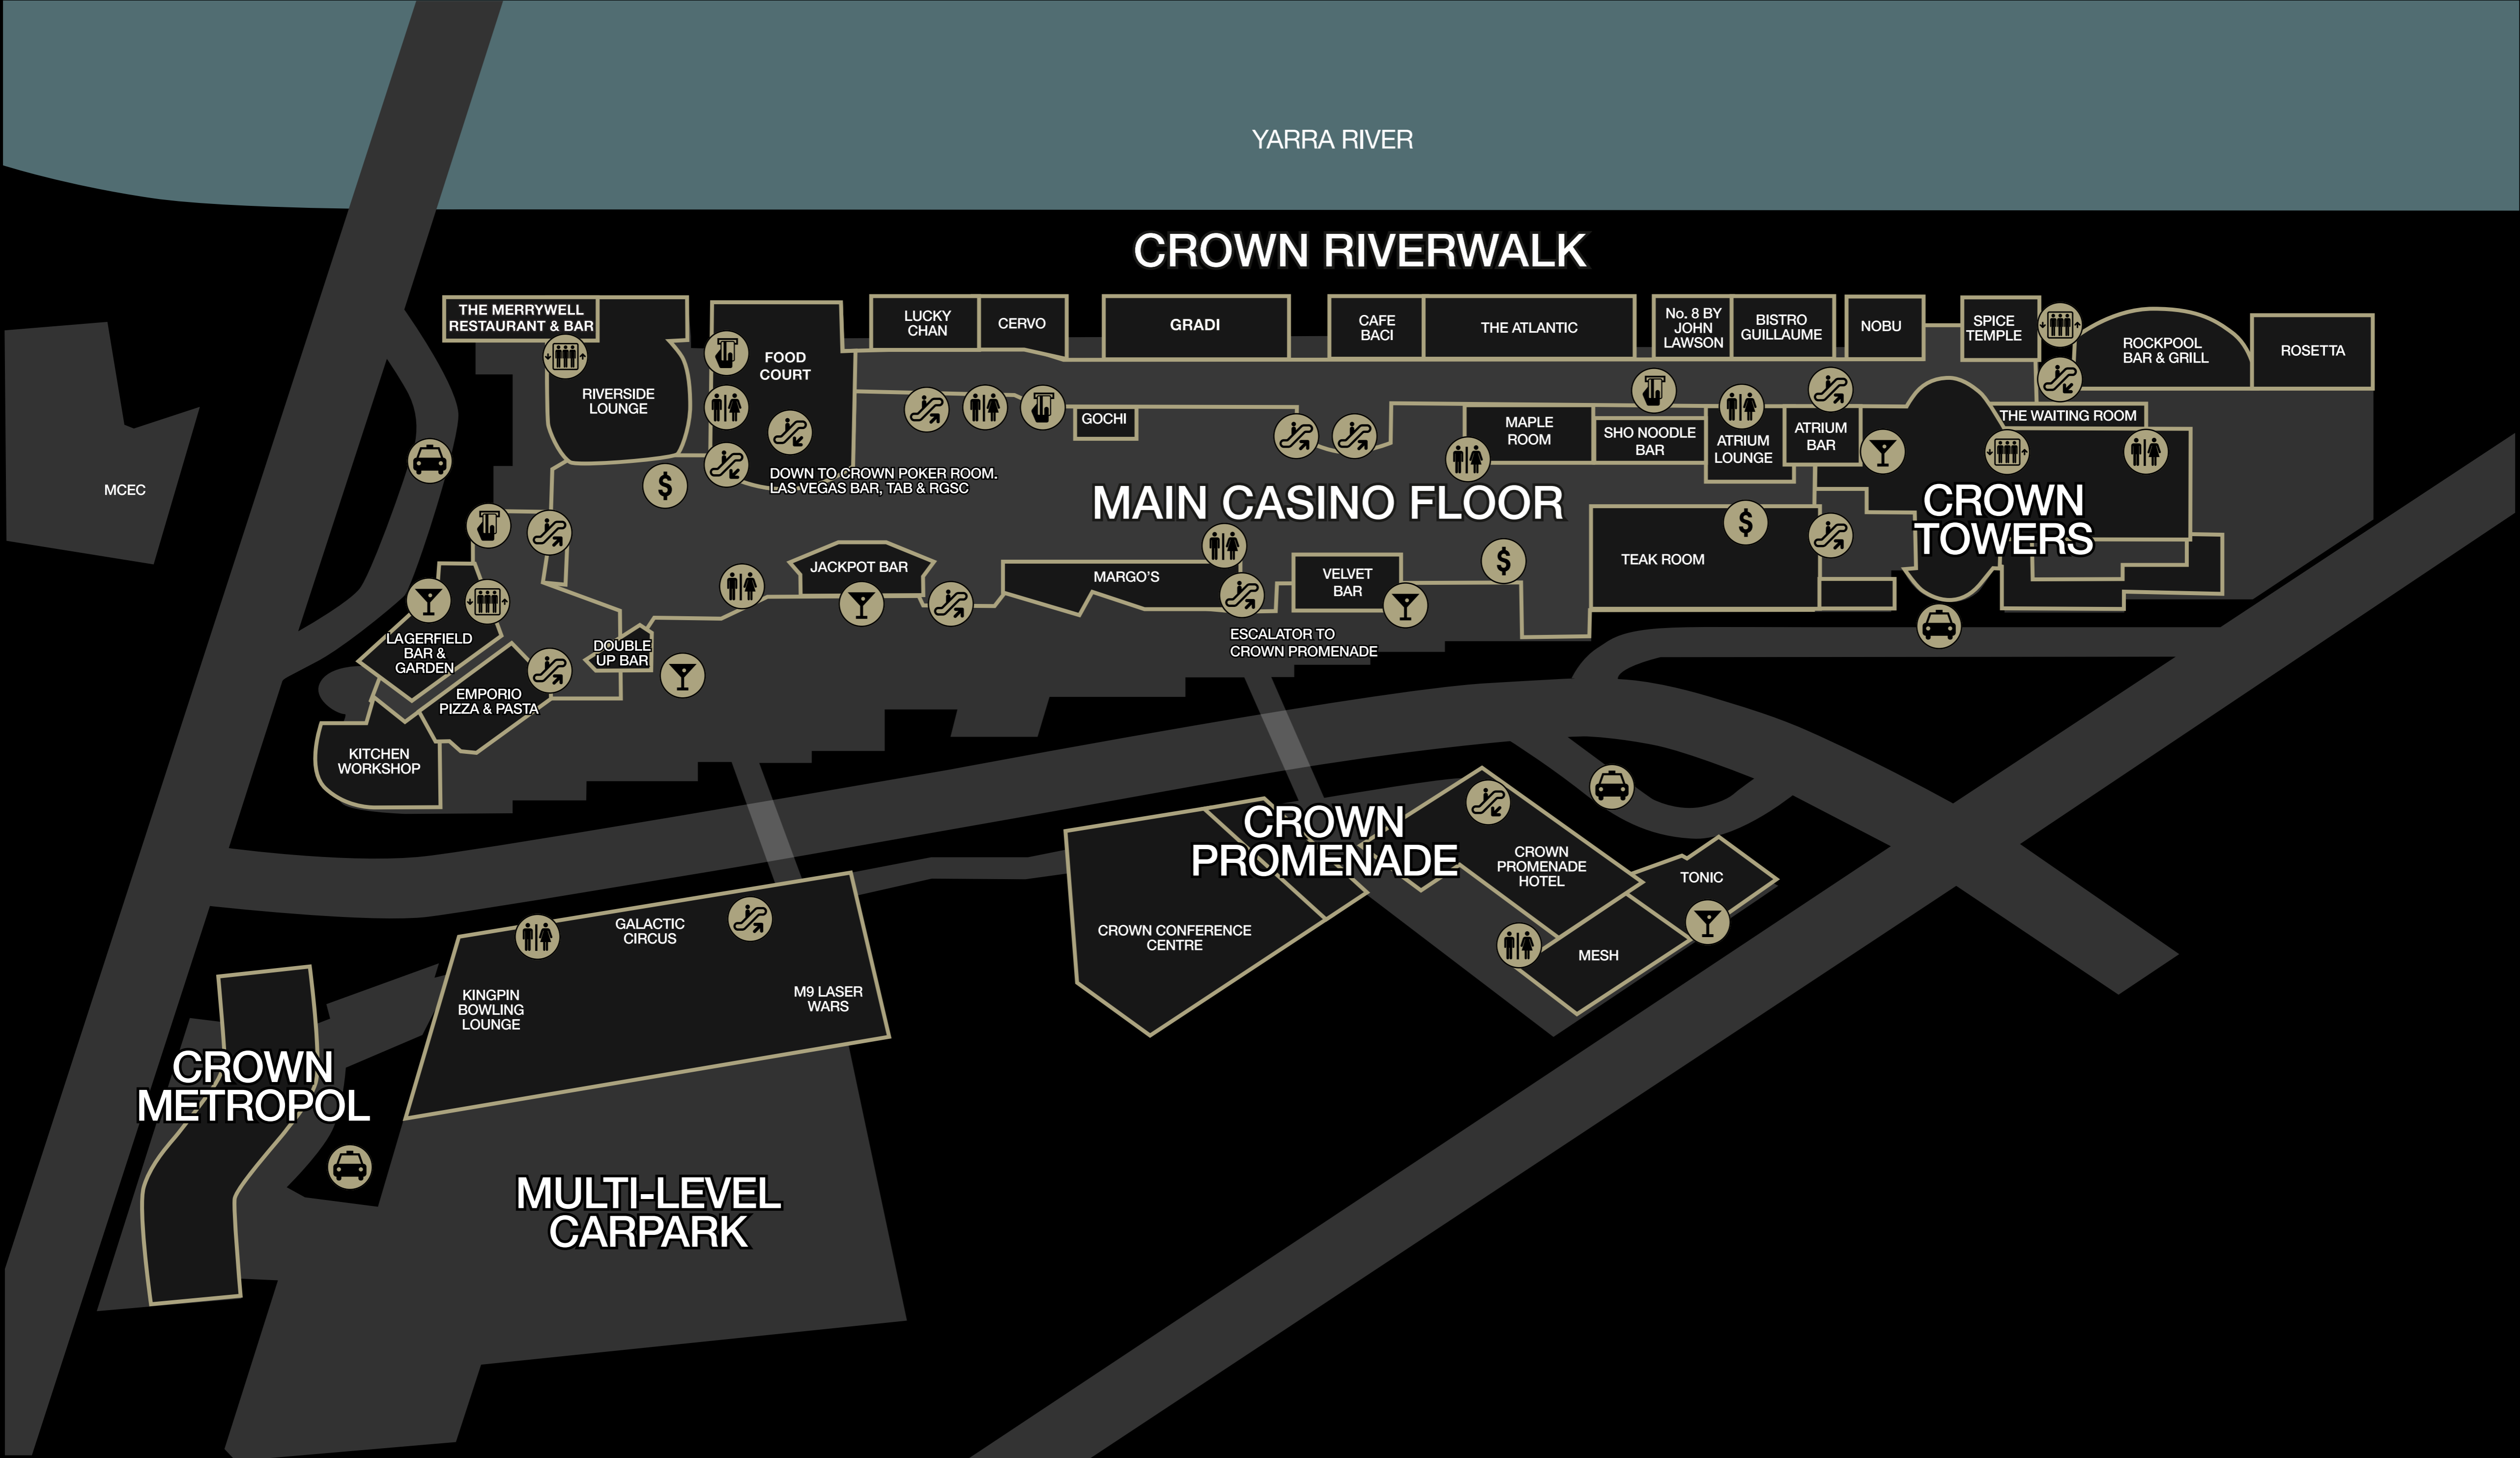 YARRA RIVER
CROWN RIVERWALK
THE MERRYWELL
RESTAURANT & BAR
RIVERSIDE
LOUNGE
FOOD
COURT
LUCKY
CHAN
CERVO
GRADI
CAFE
BACI
THE ATLANTIC
No. 8 BY
JOHN
LAWSON
BISTRO
GUILLAUME
NOBU
SPICE
TEMPLE
ROCKPOOL
BAR & GRILL
ROSETTA
GOCHI
MAPLE
ROOM
SHO NOODLE
BAR
ATRIUM
LOUNGE
ATRIUM
BAR
THE WAITING ROOM
MCEC
$
DOWN TO CROWN POKER ROOM.
LAS VEGAS BAR, TAB & RGSC
MAIN CASINO FLOOR
CROWN
TOWERS
$
TEAK ROOM
JACKPOT BAR
MARGO'S
VELVET
BAR
$
ESCALATOR TO
CROWN PROMENADE
LAGERFIELD
BAR &
GARDEN
DOUBLE
UP BAR
EMPORIO
PIZZA & PASTA
KITCHEN
WORKSHOP
CROWN
PROMENADE
CROWN
PROMENADE
HOTEL
TONIC
CROWN CONFERENCE
CENTRE
MESH
GALACTIC
CIRCUS
KINGPIN
BOWLING
LOUNGE
M9 LASER
WARS
CROWN
METROPOL
MULTI-LEVEL
CARPARK